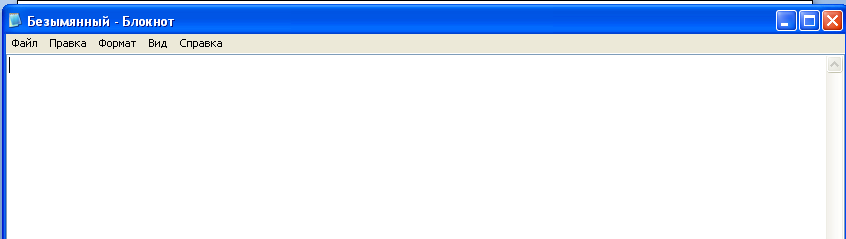 Безымянный - Блокнот
Файл Правка Формат Вид Справка